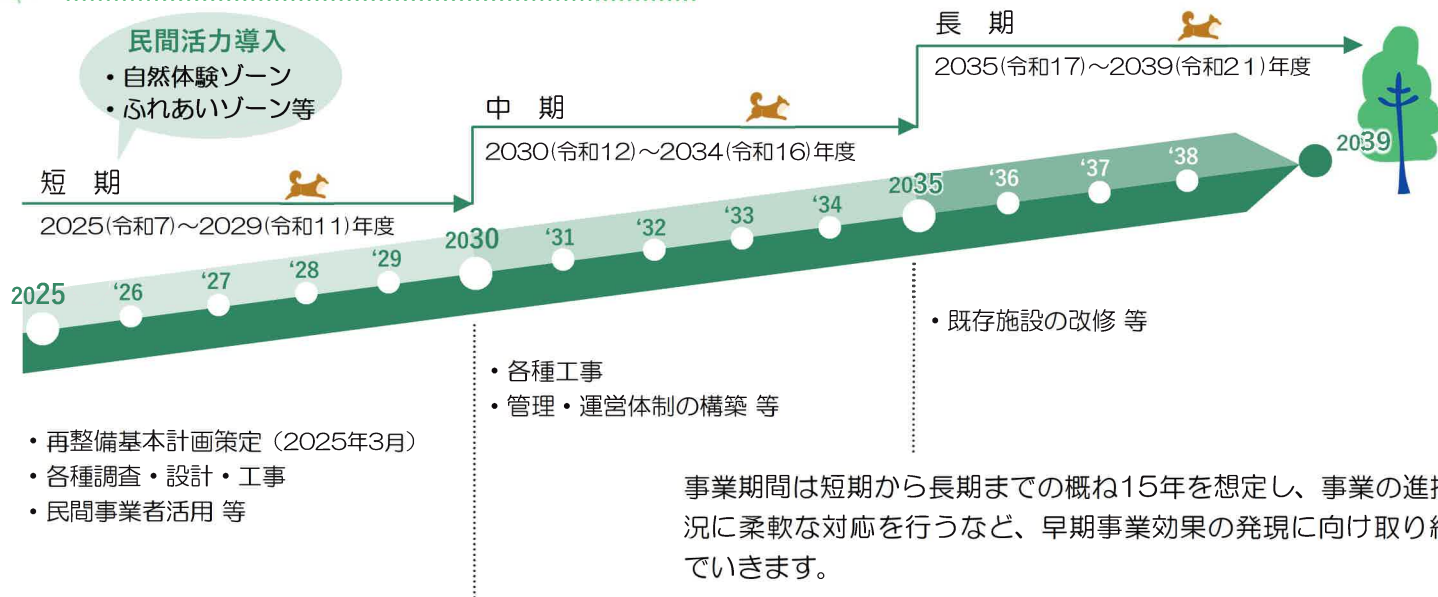 民間活力導入
・自然体験ゾーン
・ふれあいゾーン等
短　期
2025(令和7)～2029(令和11)年度
中　期
2030(令和12)～2034(令和16)年度
長　期
2035(令和17)～2039(令和21)年度
2025
‘26
‘27
‘28
‘29
2030
‘31
‘32
‘33
‘34
2035
‘36
‘37
‘38
2039
・再整備基本計画策定（2025年3月）
・各種調査・設計・工事
・民間事業者活用 等
・各種工事
・管理・運営体制の構築 等
・既存施設の改修 等
事業期間は短期から長期までの概ね15年を想定し、事業の進
況に柔軟な対応を行うなど、早期事業効果の発現に向け取り
でいきます。